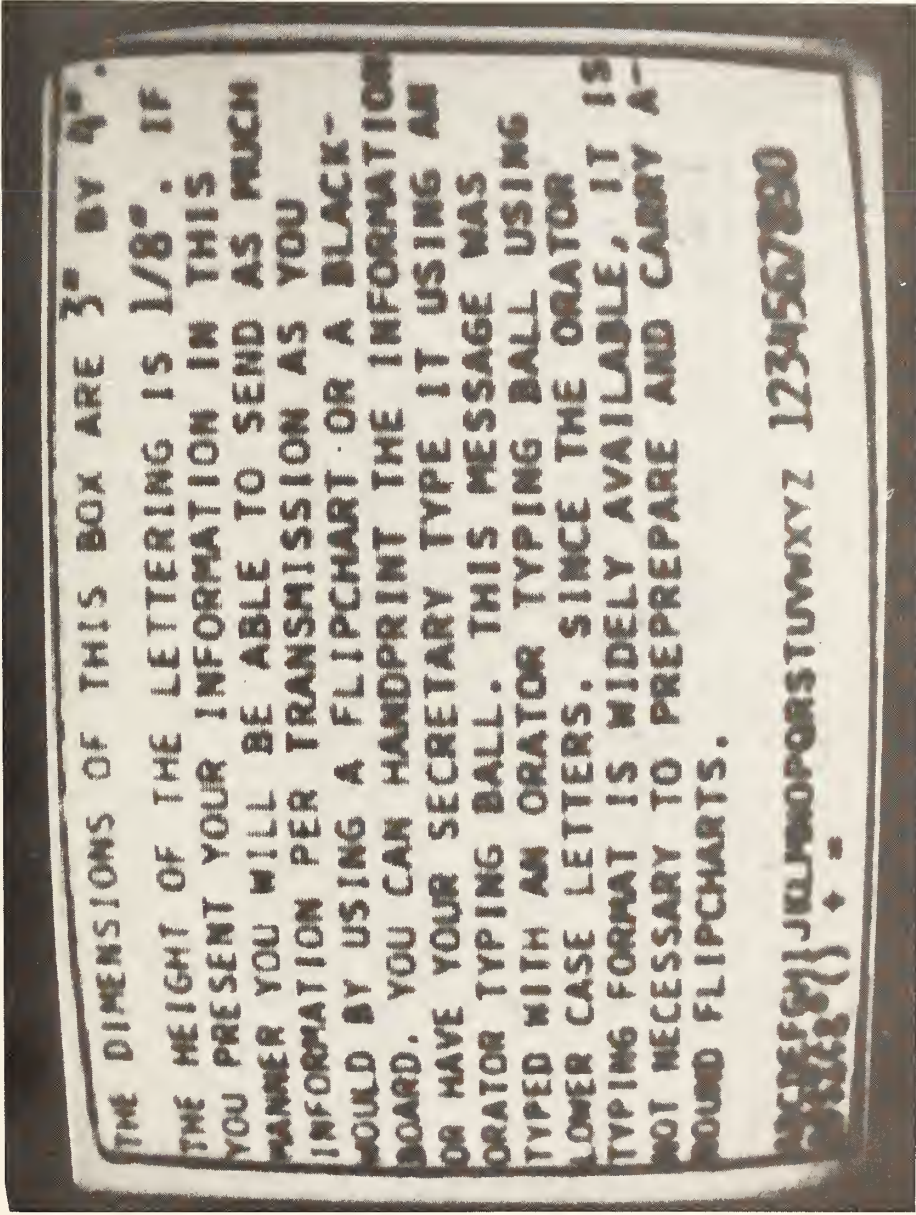 THE DIMENSIONS OF THIS BOX ARE 3" BY 4".
THE HEIGHT OF THE LETTERING IS 1/8". IF
YOU PRESENT YOUR INFORMATION IN THIS
MANNER YOU WILL BE ABLE TO SEND AS MUCH
INFORMATION PER TRANSMISSION AS YOU
WOULD BY USING A FLIPCHART OR A BLACK-
BOARD. YOU CAN HANDPRINT THE INFORMATION
OR HAVE YOUR SECRETARY TYPE IT USING AN
ORATOR TYPING BALL. THIS MESSAGE WAS
TYPED WITH AN ORATOR TYPING BALL USING
LOWER CASE LETTERS. SINCE THE ORATOR
TYPING FORMAT IS WIDELY AVAILABLE, IT IS
NOT NECESSARY TO PREPREPARE AND CARRY A-
ROUND FLIPCHARTS.
ABCDEFGHIJKLMNOPQRSTUVWXYZ 1234567890